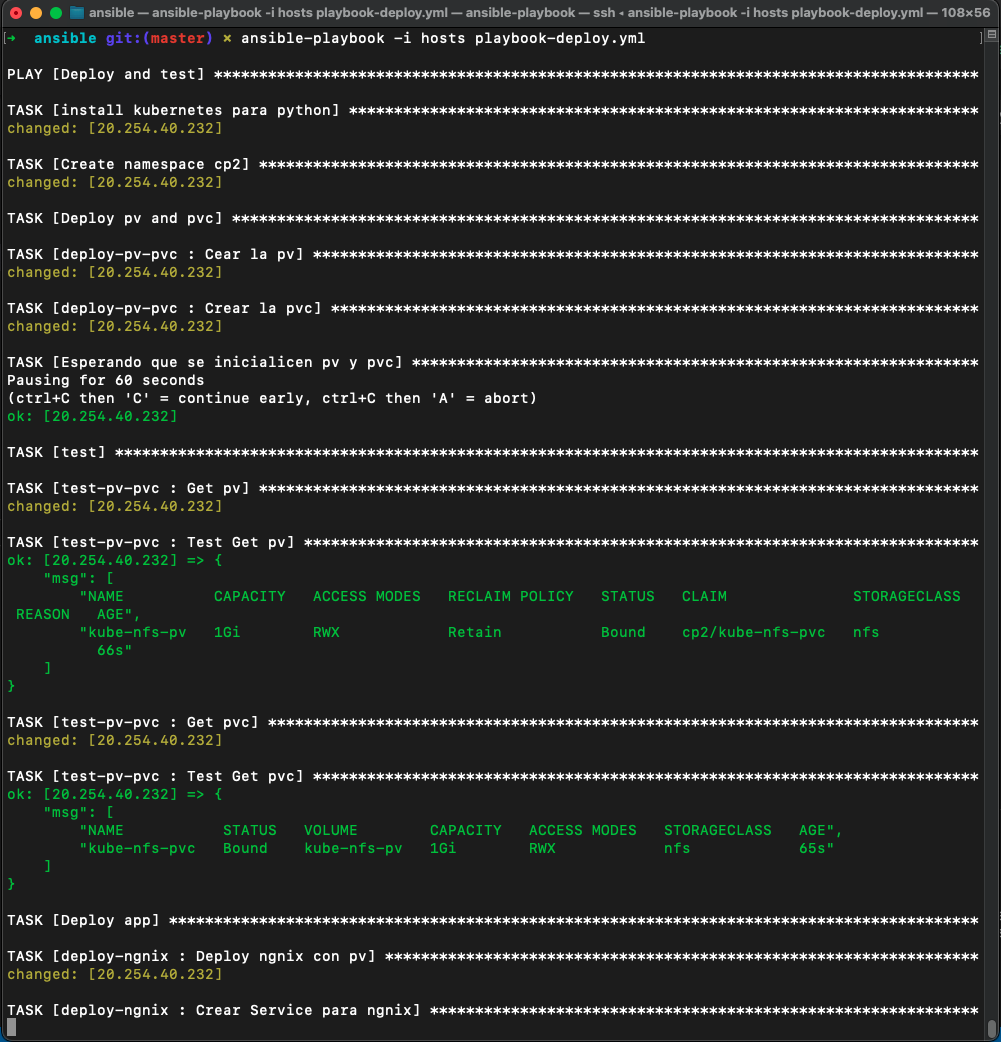 ansible — ansible-playbook -i hosts playbook-deploy.yml — ansible-playbook — ssh ◂ ansible-playbook -i hosts playbook-deploy.yml — 108×56
[➜  ansible git:(master) ✗ ansible-playbook -i hosts playbook-deploy.yml ]
PLAY [Deploy and test] *************************************************************************************
TASK [install kubernetes para python] **********************************************************************
changed: [20.254.40.232]
TASK [Create namespace cp2] ********************************************************************************
changed: [20.254.40.232]
TASK [Deploy pv and pvc] ***********************************************************************************
TASK [deploy-pv-pvc : Cear la pv] **************************************************************************
changed: [20.254.40.232]
TASK [deploy-pv-pvc : Crear la pvc] ************************************************************************
changed: [20.254.40.232]
TASK [Esperando que se inicialicen pv y pvc] ***************************************************************
Pausing for 60 seconds
(ctrl+C then 'C' = continue early, ctrl+C then 'A' = abort)
ok: [20.254.40.232]
TASK [test] ************************************************************************************************
TASK [test-pv-pvc : Get pv] ********************************************************************************
changed: [20.254.40.232]
TASK [test-pv-pvc : Test Get pv] ***************************************************************************
ok: [20.254.40.232] => {
    "msg": [
        "NAME          CAPACITY   ACCESS MODES   RECLAIM POLICY   STATUS   CLAIM              STORAGECLASS
 REASON   AGE",
        "kube-nfs-pv   1Gi        RWX            Retain           Bound    cp2/kube-nfs-pvc   nfs
          66s"
    ]
}
TASK [test-pv-pvc : Get pvc] *******************************************************************************
changed: [20.254.40.232]
TASK [test-pv-pvc : Test Get pvc] **************************************************************************
ok: [20.254.40.232] => {
    "msg": [
        "NAME           STATUS   VOLUME        CAPACITY   ACCESS MODES   STORAGECLASS   AGE",
        "kube-nfs-pvc   Bound    kube-nfs-pv   1Gi        RWX            nfs            65s"
    ]
}
TASK [Deploy app] ******************************************************************************************
TASK [deploy-ngnix : Deploy ngnix con pv] ******************************************************************
changed: [20.254.40.232]
TASK [deploy-ngnix : Crear Service para ngnix] *************************************************************